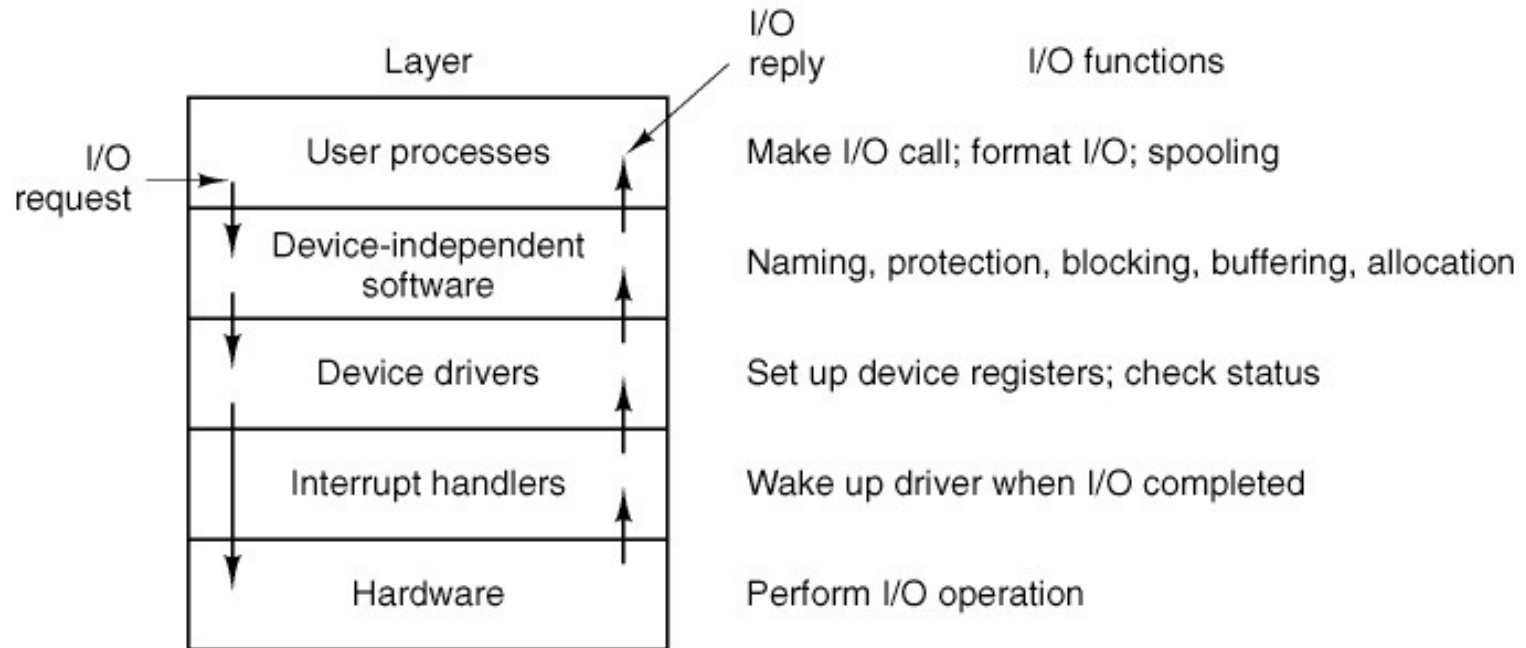 Layer
I/O
reply
I/O functions
I/O
request
User processes
Make I/O call; format I/O; spooling
Device-independent
software
Naming, protection, blocking, buffering, allocation
Device drivers
Set up device registers; check status
Interrupt handlers
Wake up driver when I/O completed
Hardware
Perform I/O operation